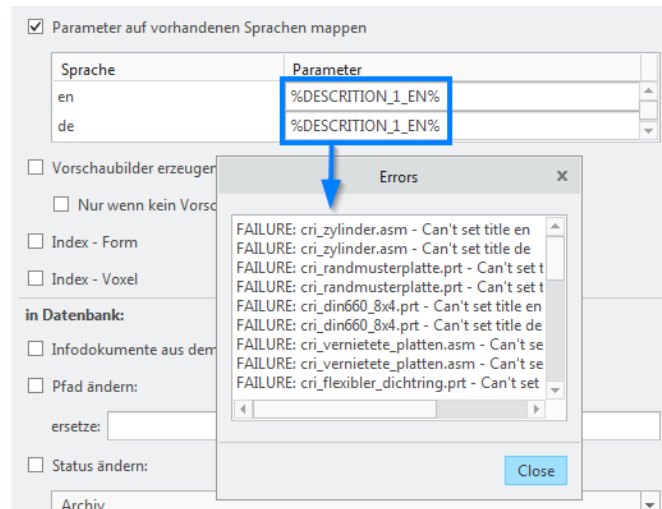 Parameter auf vorhandenen Sprachen mappen
Sprache Parameter
en %DESCRITION_1_EN%
de %DESCRITION_1_EN%
Vorschaubilder erzeugen
Errors x
Nur wenn kein Vorsc
FAILURE: cri_zylinder.asm - Can't set title en
Index - Form
FAILURE: cri_zylinder.asm - Can't set title de
FAILURE: cri_randmusterplatte.prt - Can't set t
Index - Voxel
FAILURE: cri_randmusterplatte.prt - Can't set t
FAILURE: cri_din660_8x4.prt - Can't set title en
in Datenbank:
FAILURE: cri_din660_8x4.prt - Can't set title de
FAILURE: cri_vernietete_platten.asm - Can't se
Infodokumente aus dem
FAILURE: cri_vernietete_platten.asm - Can't se
FAILURE: cri_flexibler_dichtring.prt - Can't set
Pfad ändern:
ersetze:
Status ändern:
Close
Archiv